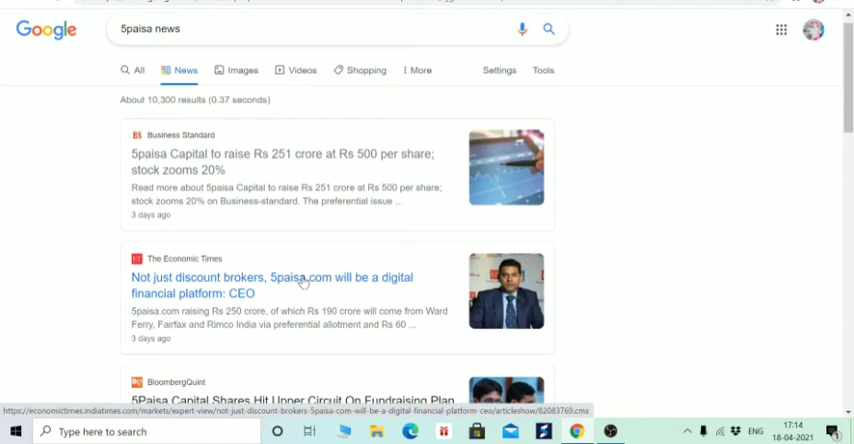 Google
5paisa news
All
News
Images
Videos
Shopping
More
Settings
Tools
About 10,300 results (0.37 seconds)
BS Business Standard
5paisa Capital to raise Rs 251 crore at Rs 500 per share;
stock zooms 20%
Read more about 5paisa Capital to raise Rs 251 crore at Rs 500 per share;
stock zooms 20% on Business-standard. The preferential issue ...
3 days ago
ET The Economic Times
Not just discount brokers, 5paisa.com will be a digital
financial platform: CEO
5paisa.com raising Rs 250 crore, of which Rs 190 crore will come from Ward
Ferry, Fairfax and Rimco India via preferential allotment and Rs 60 ...
3 days ago
BQ BloombergQuint
5Paisa Capital Shares Hit Upper Circuit On Fundraising Plan
https://economictimes.indiatimes.com/markets/expert-view/not-just-discount-brokers-5paisa-com-will-be-a-digital-financial-platform-ceo/articleshow/82083769.cms
Type here to search
ENG
17:14
18-04-2021